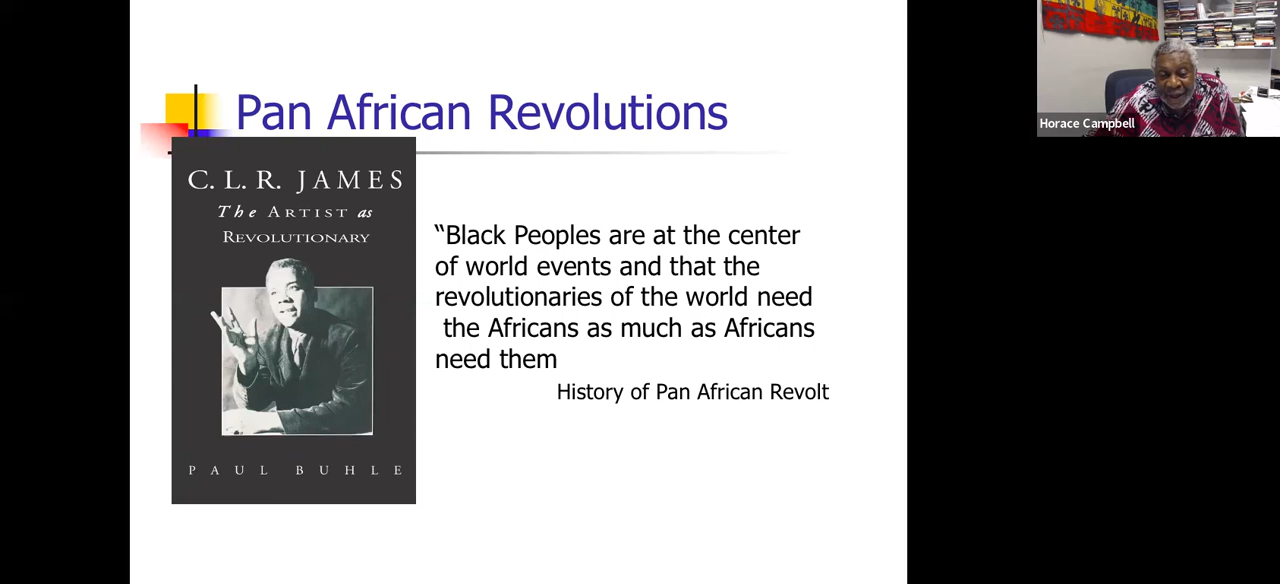 Pan African Revolutions
C. L. R. JAMES
The ARTIST as
REVOLUTIONARY
PAUL BUHLE
“Black Peoples are at the center
of world events and that the
revolutionaries of the world need
the Africans as much as Africans
need them
History of Pan African Revolt
Horace Campbell